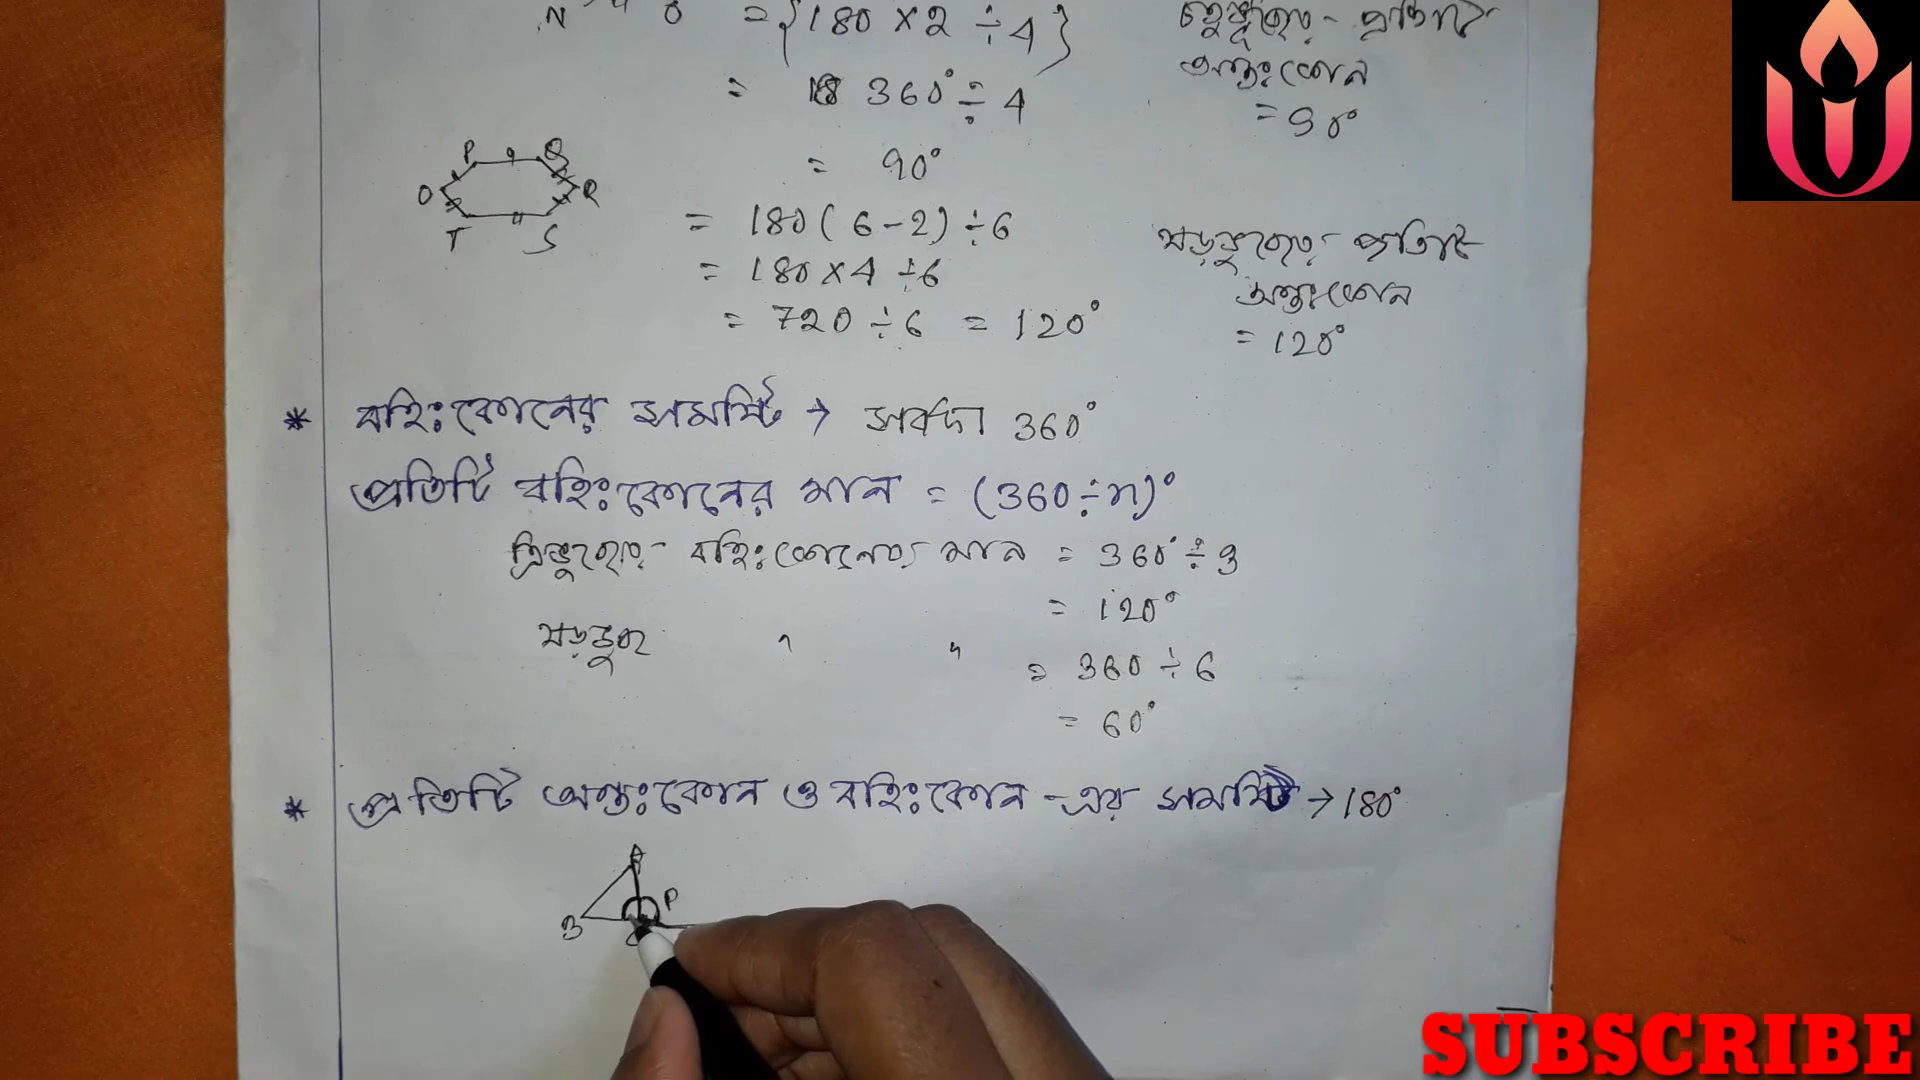 = {180 × 2 ÷ 4}
= 360° ÷ 4
= 90°
চতুর্ভুজের প্রতিটি
অন্তঃকোন
= 90°
P Q
O R
T S
= 180 (6 - 2) ÷ 6
= 180 × 4 ÷ 6
= 720 ÷ 6 = 120°
ষড়ভুজের প্রতিটি
অন্তঃকোন
= 120°
* বহিঃকোনের সমষ্টি → সর্বদা 360°
প্রতিটি বহিঃকোনের মান = (360 ÷ n)°
ত্রিভুজের বহিঃকোনের মান = 360° ÷ 3
= 120°
ষড়ভুজ " " = 360 ÷ 6
= 60°
* প্রতিটি অন্তঃকোন ও বহিঃকোন -এর সমষ্টি → 180°
A
P
B
SUBSCRIBE